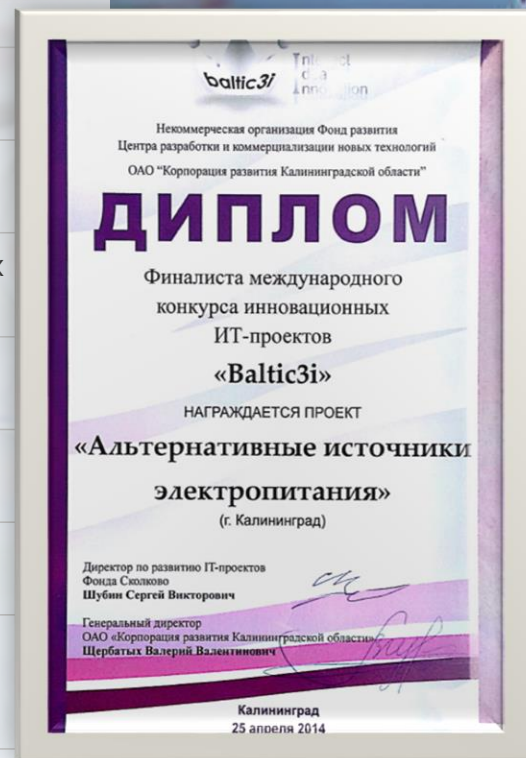 baltic3i
Некоммерческая организация Фонд развития
Центра разработки и коммерциализации новых технологий
ОАО "Корпорация развития Калининградской области"
ДИПЛОМ
Финалиста международного
конкурса инновационных
ИТ-проектов
«Baltic3i»
НАГРАЖДАЕТСЯ ПРОЕКТ
«Альтернативные источники
электропитания»
(г. Калининград)
Директор по развитию IT-проектов
Фонда Сколково
Шубин Сергей Викторович
Генеральный директор
ОАО «Корпорация развития Калининградской области»
Щербатых Валерий Валентинович
Калининград
25 апреля 2014